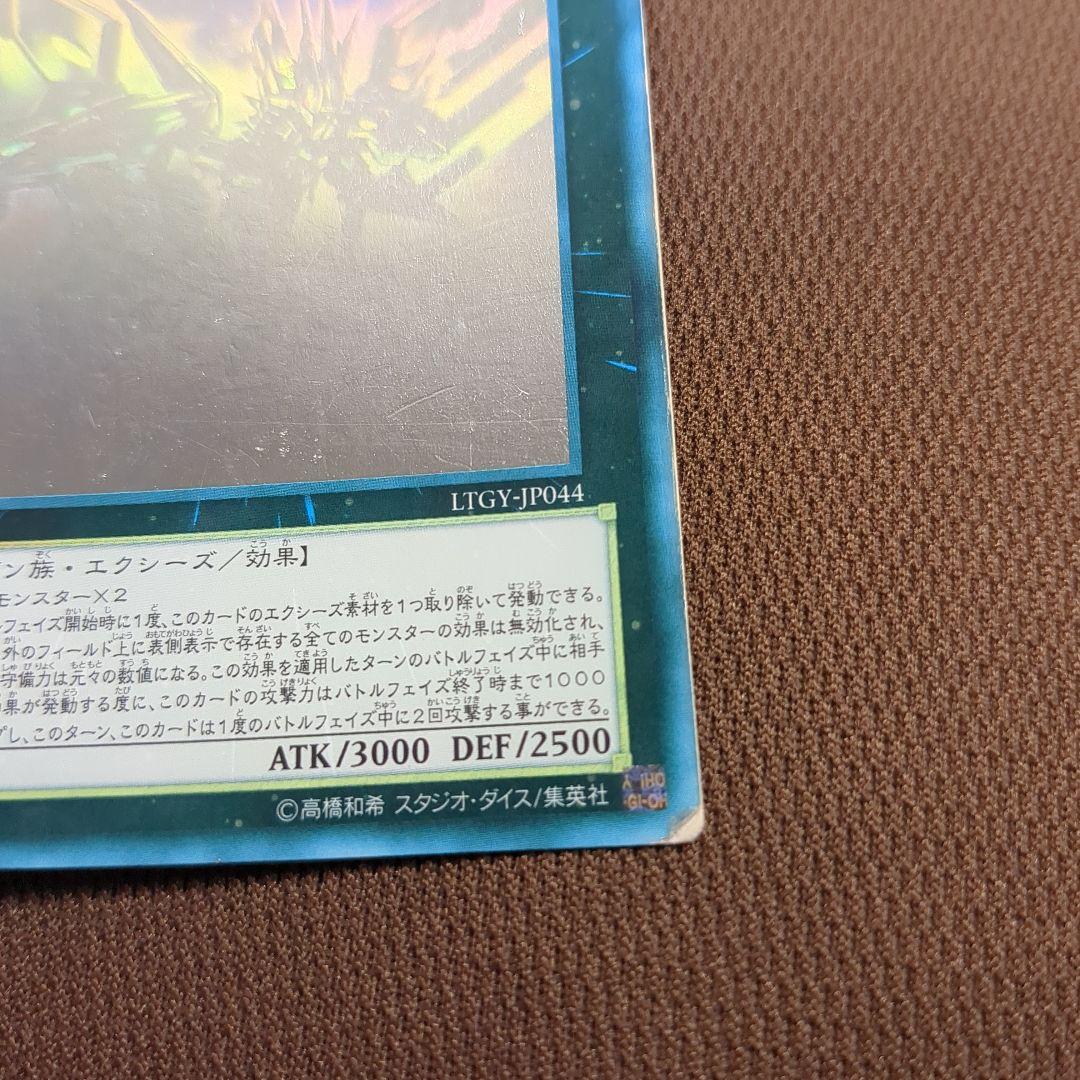 LTGY-JP044
ン族・エクシーズ/効果】
モンスター×2
フェイズ開始時に1度、このカードのエクシーズ素材を1つ取り除いて発動できる。
外のフィールド上に表側表示で存在する全てのモンスターの効果は無効化され、
守備力は元々の数値になる。この効果を適用したターンのバトルフェイズ中に相手
果が発動する度に、このカードの攻撃力はバトルフェイズ終了時まで1000
し、このターン、このカードは1度のバトルフェイズ中に2回攻撃する事ができる。
ATK/3000 DEF/2500
©高橋和希 スタジオ・ダイス/集英社